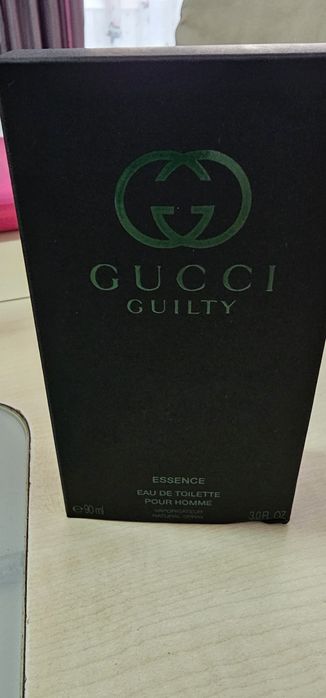 GUCCI
GUILTY
ESSENCE
EAU DE TOILETTE
POUR HOMME
VAPORISATEUR
NATURAL SPRAY
e 90 ml
3.0 FL. OZ